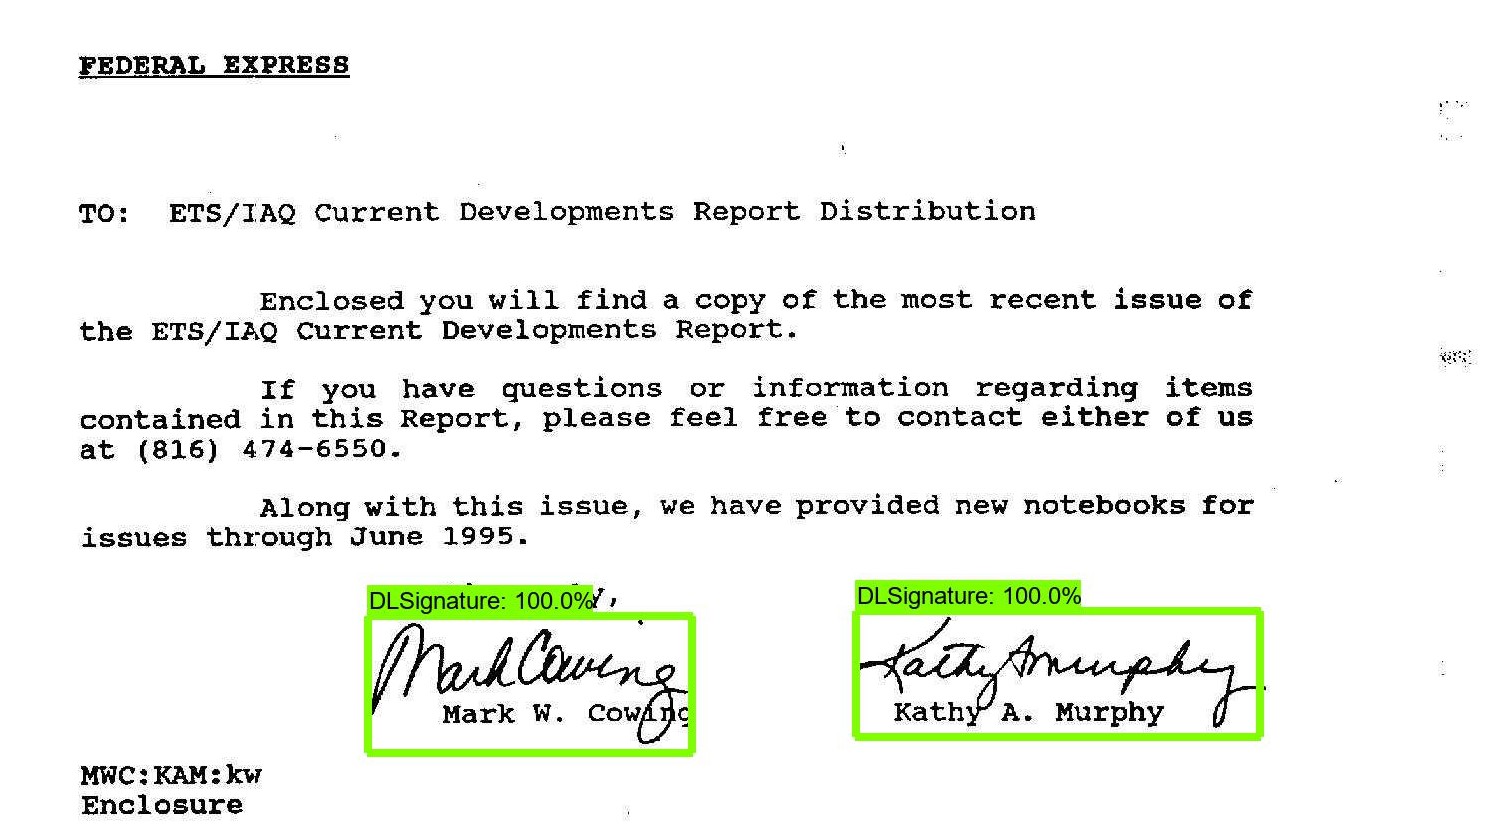 FEDERAL EXPRESS
TO: ETS/IAQ Current Developments Report Distribution
Enclosed you will find a copy of the most recent issue of
the ETS/IAQ Current Developments Report.
If you have questions or information regarding items
contained in this Report, please feel free to contact either of us
at (816) 474-6550.
Along with this issue, we have provided new notebooks for
issues through June 1995.
DLSignature: 100.0% DLSignature: 100.0%
Mark Cowing Kathy A Murphy
Mark W. Cowing Kathy A. Murphy
MWC:KAM:kw
Enclosure